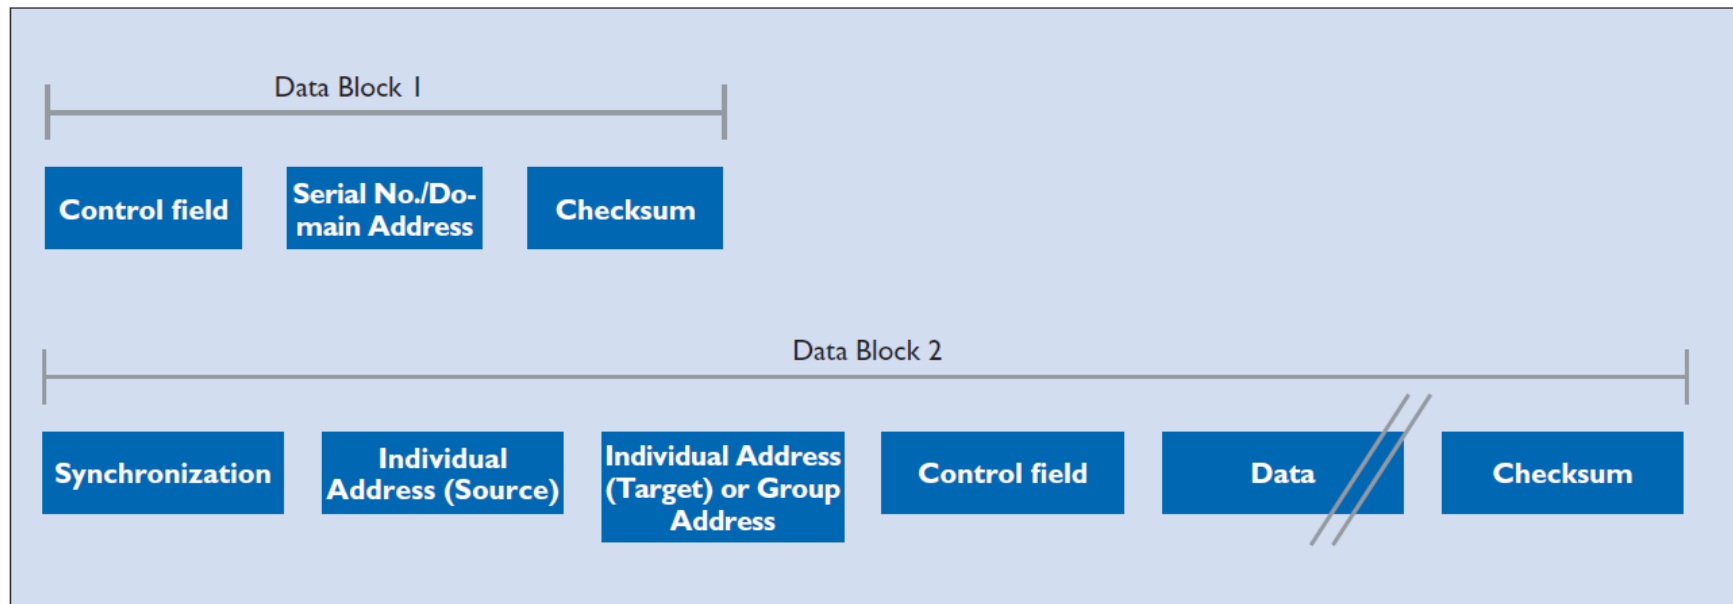 Data Block 1
Control field
Serial No./Do-
main Address
Checksum
Data Block 2
Synchronization
Individual
Address (Source)
Individual Address
(Target) or Group
Address
Control field
Data
Checksum